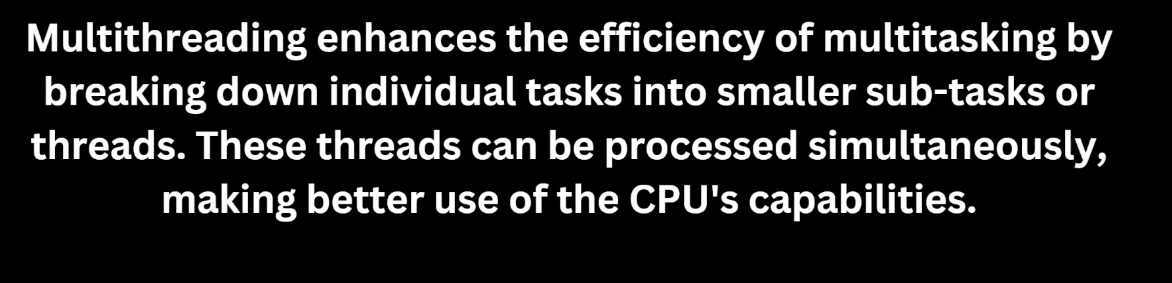 Multithreading enhances the efficiency of multitasking by
breaking down individual tasks into smaller sub-tasks or
threads. These threads can be processed simultaneously,
making better use of the CPU's capabilities.